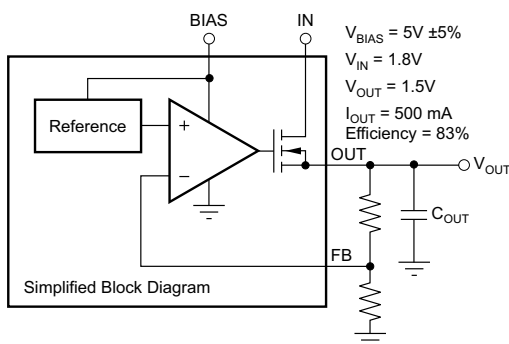 BIAS
IN
V_BIAS = 5V ±5%
V_IN = 1.8V
V_OUT = 1.5V
I_OUT = 500 mA
Efficiency = 83%
Reference
+
−
OUT
V_OUT
C_OUT
FB
Simplified Block Diagram